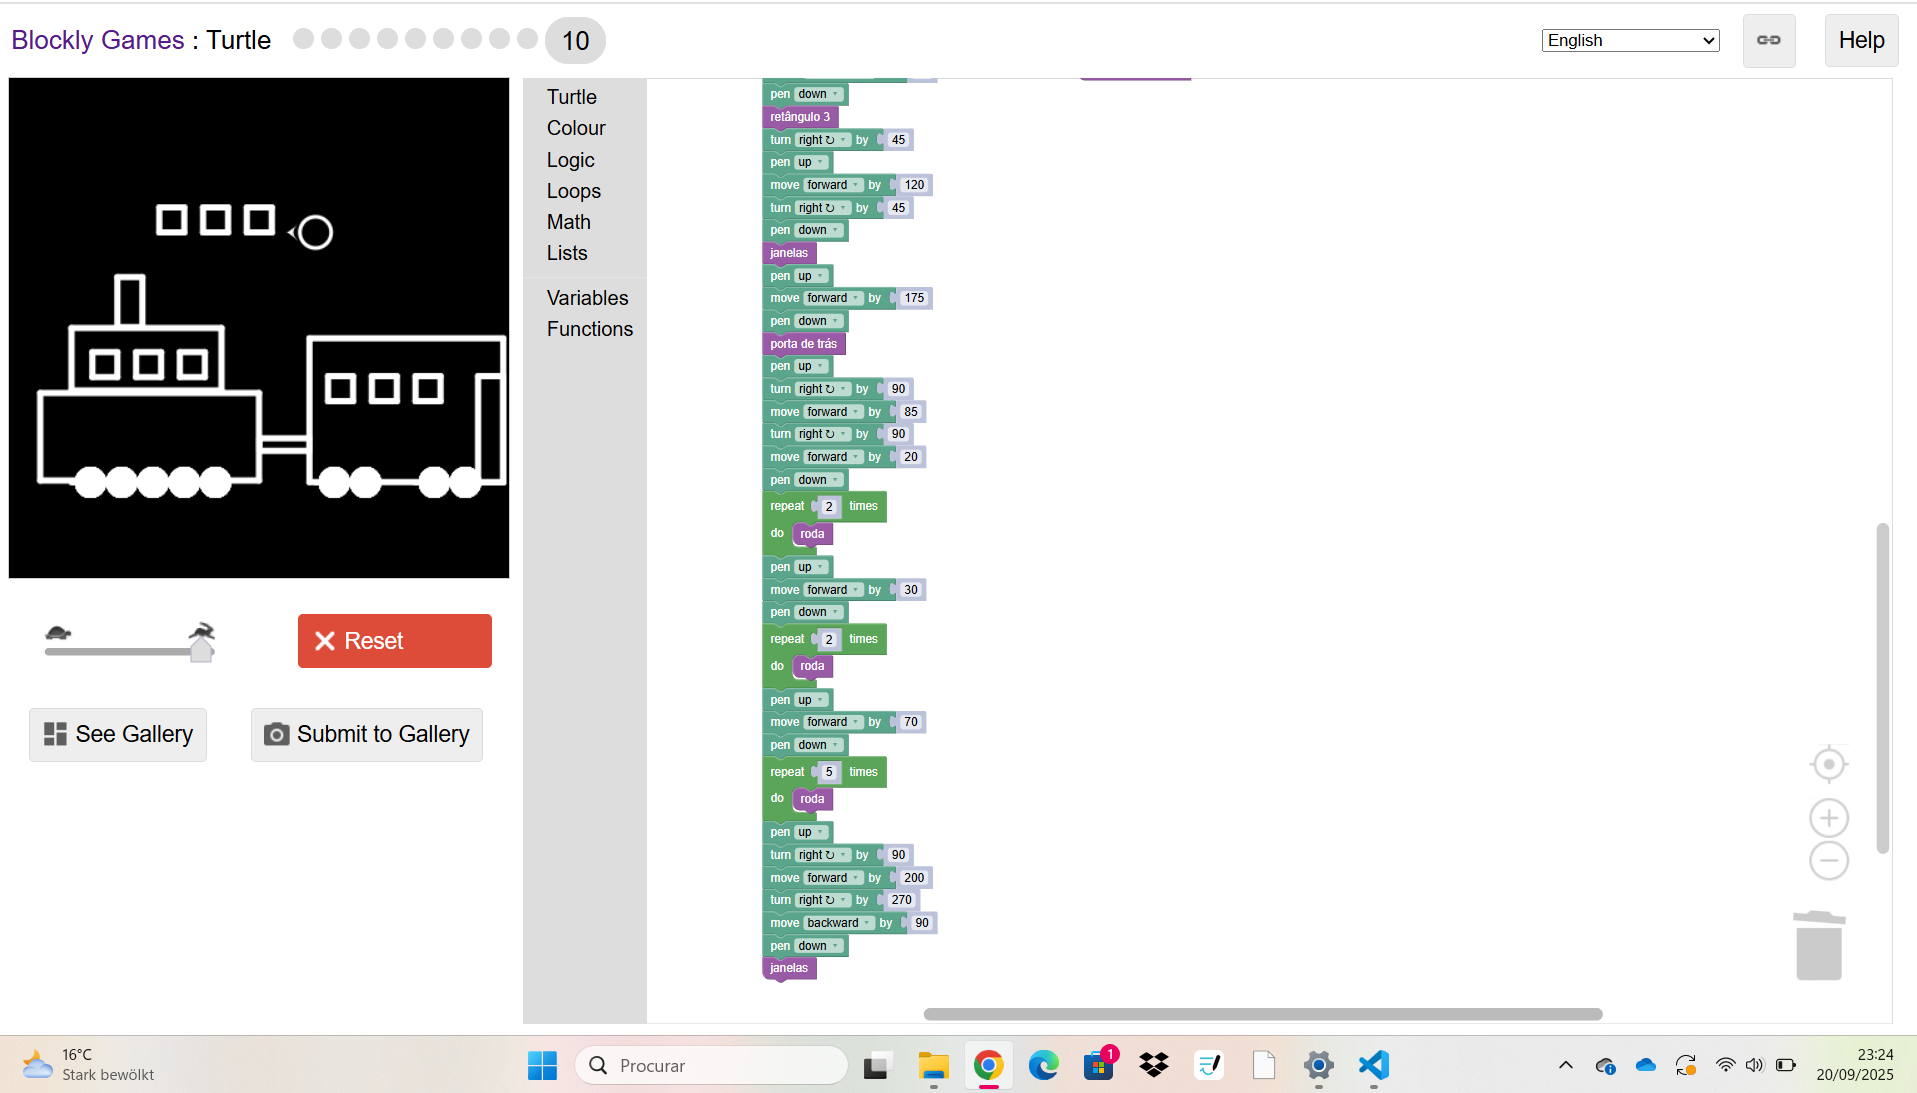 Blockly Games : Turtle
10
English
Help
Turtle
Colour
Logic
Loops
Math
Lists
Variables
Functions
pen down
retângulo 3
turn right ↻ by 45
pen up
move forward by 120
turn right ↻ by 45
pen down
janelas
pen up
move forward by 175
pen down
porta de trás
pen up
turn right ↻ by 90
move forward by 85
turn right ↻ by 90
move forward by 20
pen down
repeat 2 times
do roda
pen up
move forward by 30
pen down
repeat 2 times
do roda
pen up
move forward by 70
pen down
repeat 5 times
do roda
pen up
turn right ↻ by 90
move forward by 200
turn right ↻ by 270
move backward by 90
pen down
janelas
Reset
See Gallery
Submit to Gallery
16°C
Stark bewölkt
Procurar
1
23:24
20/09/2025